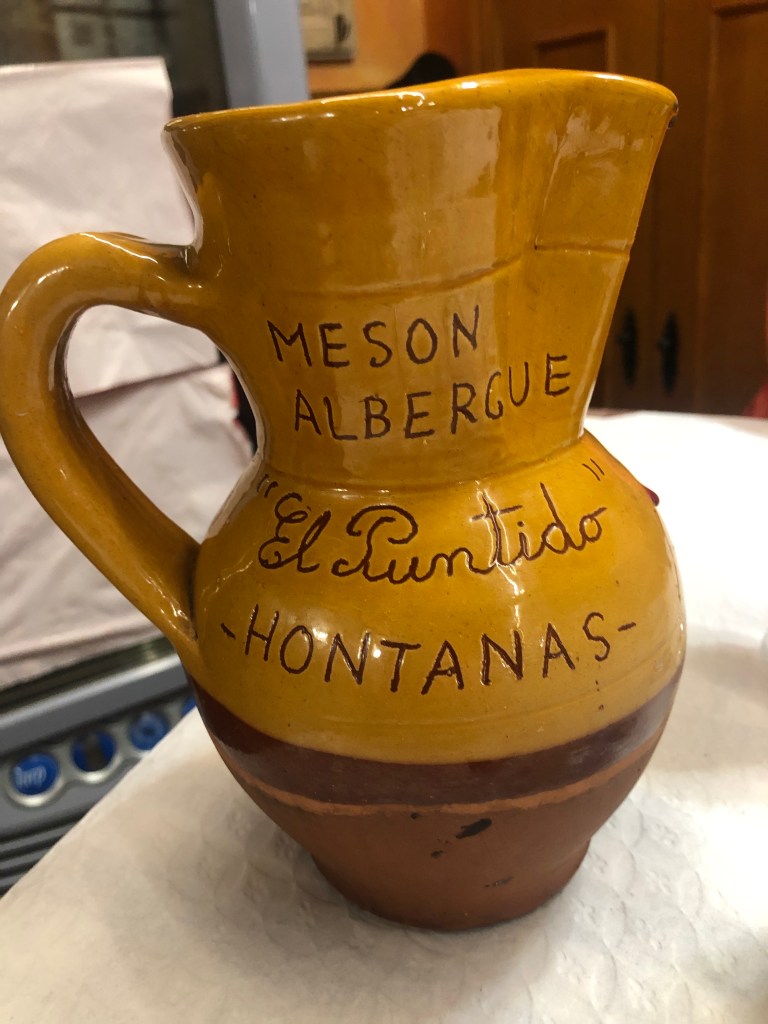 MESON
ALBERGUE
"El Puntido"
-HONTANAS-